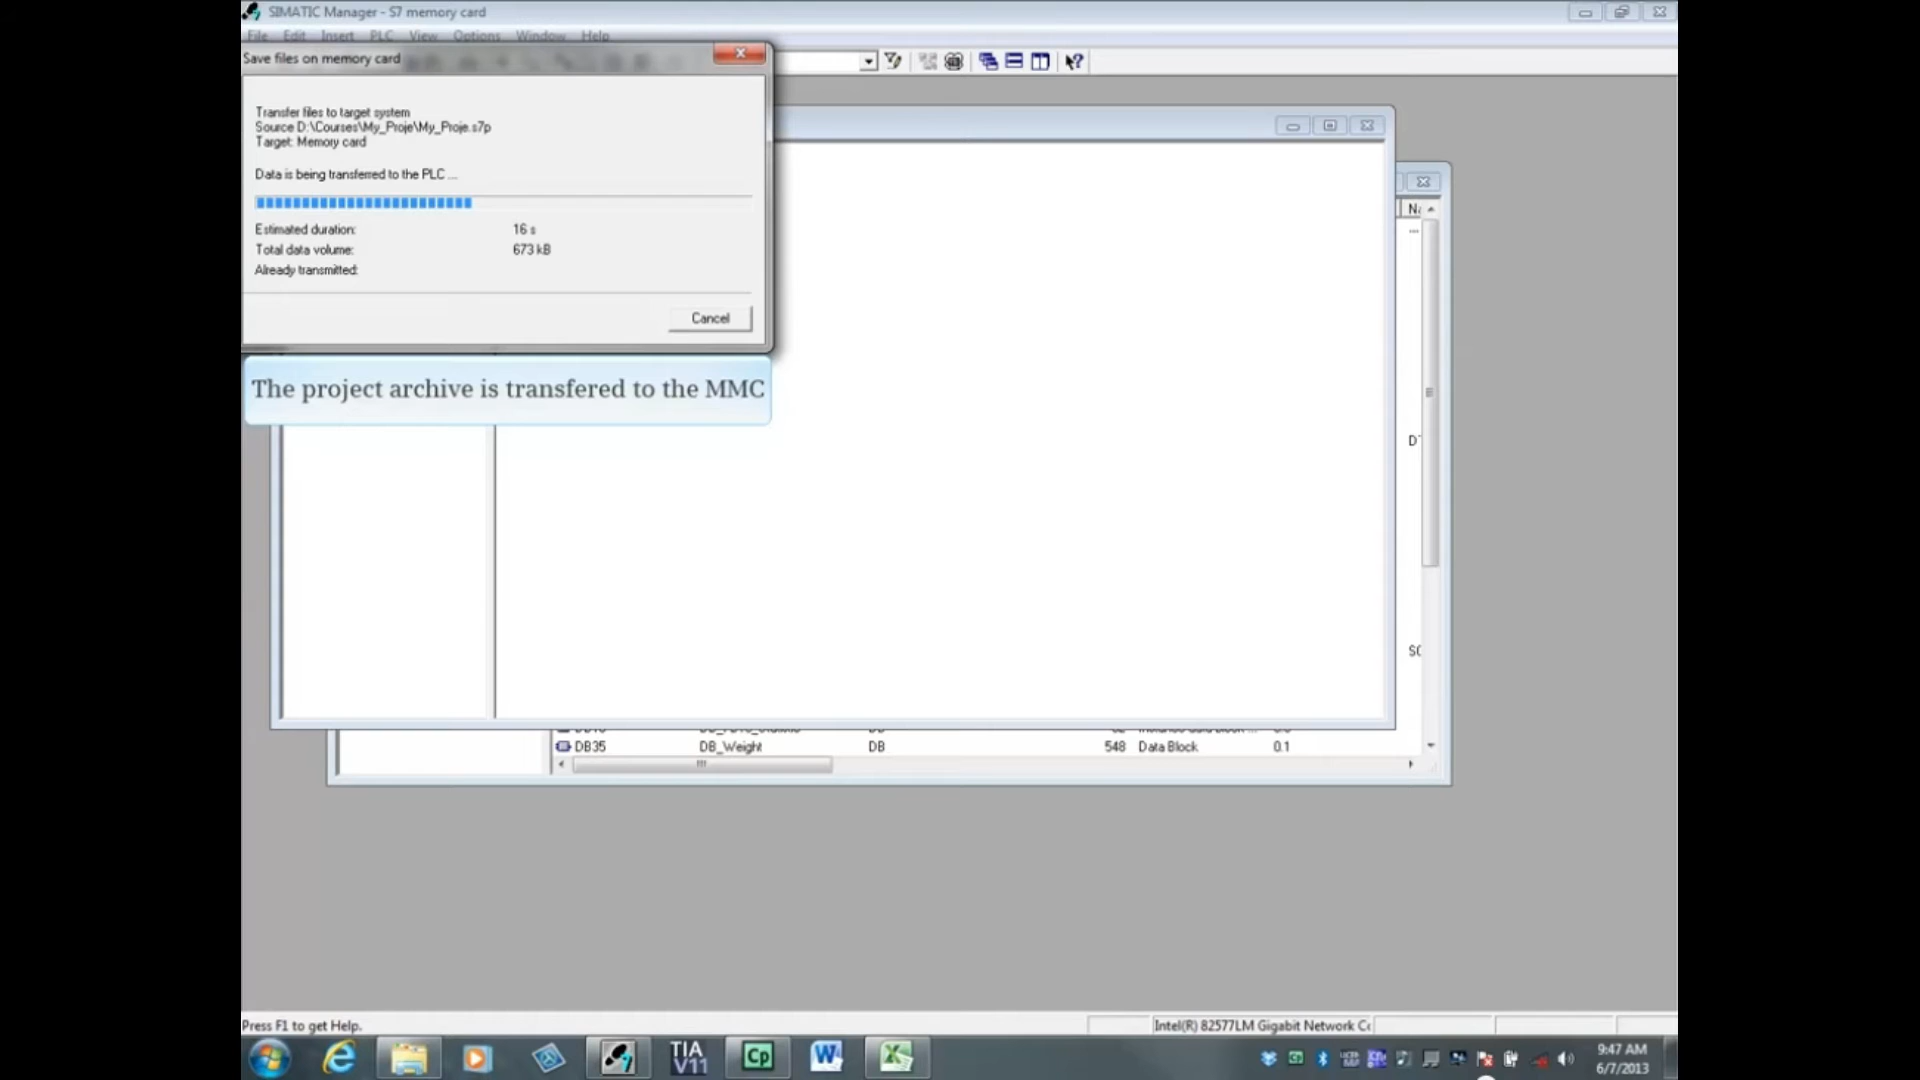 SIMATIC Manager - S7 memory card
File Edit Insert PLC View Options Window Help
Save files on memory card
Transfer files to target system
Source D:\Courses\My_Proje\My_Proje.s7p
Target: Memory card
Data is being transferred to the PLC ...
Estimated duration: 16 s
Total data volume: 673 kB
Already transmitted:
Cancel
The project archive is transfered to the MMC
DB35 DB_Weight DB 548 Data Block 0.1
Press F1 to get Help.
Intel(R) 82577LM Gigabit Network
TIA V11
Cp
9:47 AM
6/7/2013